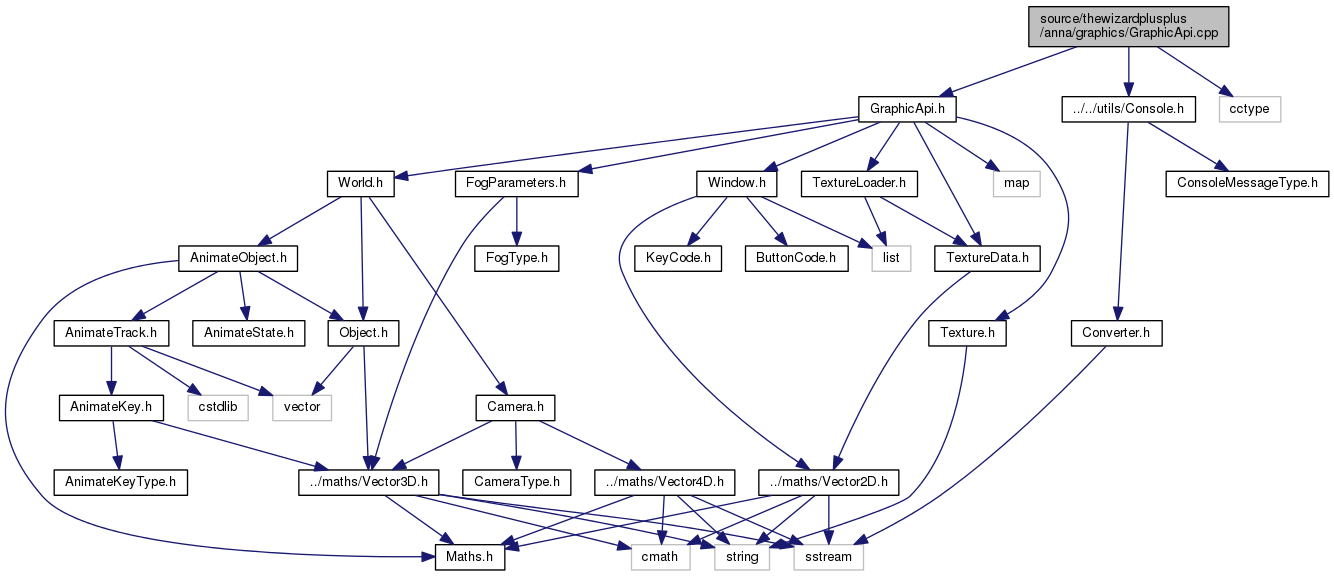 source/thewizardplusplus
/anna/graphics/GraphicApi.cpp
GraphicApi.h
../../utils/Console.h
cctype
World.h
FogParameters.h
Window.h
TextureLoader.h
map
ConsoleMessageType.h
AnimateObject.h
FogType.h
KeyCode.h
ButtonCode.h
list
TextureData.h
AnimateTrack.h
AnimateState.h
Object.h
Texture.h
Converter.h
AnimateKey.h
cstdlib
vector
Camera.h
AnimateKeyType.h
../maths/Vector3D.h
CameraType.h
../maths/Vector4D.h
../maths/Vector2D.h
Maths.h
cmath
string
sstream